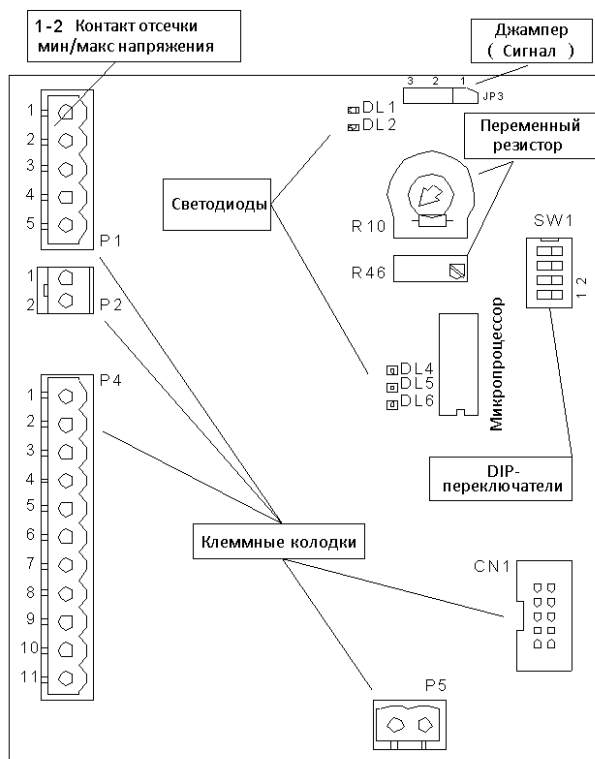 1-2 Контакт отсечки
мин/макс напряжения
Джампер
( Сигнал )
3 2 1
JP3
DL1
DL2
Переменный
резистор
1
2
3
4
5
P1
Светодиоды
R10
SW1
1
2
P2
R46
1 2
P4
Микропроцессор
DL4
DL5
DL6
1
2
3
4
5
6
7
8
9
10
11
DIP-
переключатели
Клеммные колодки
CN1
P5